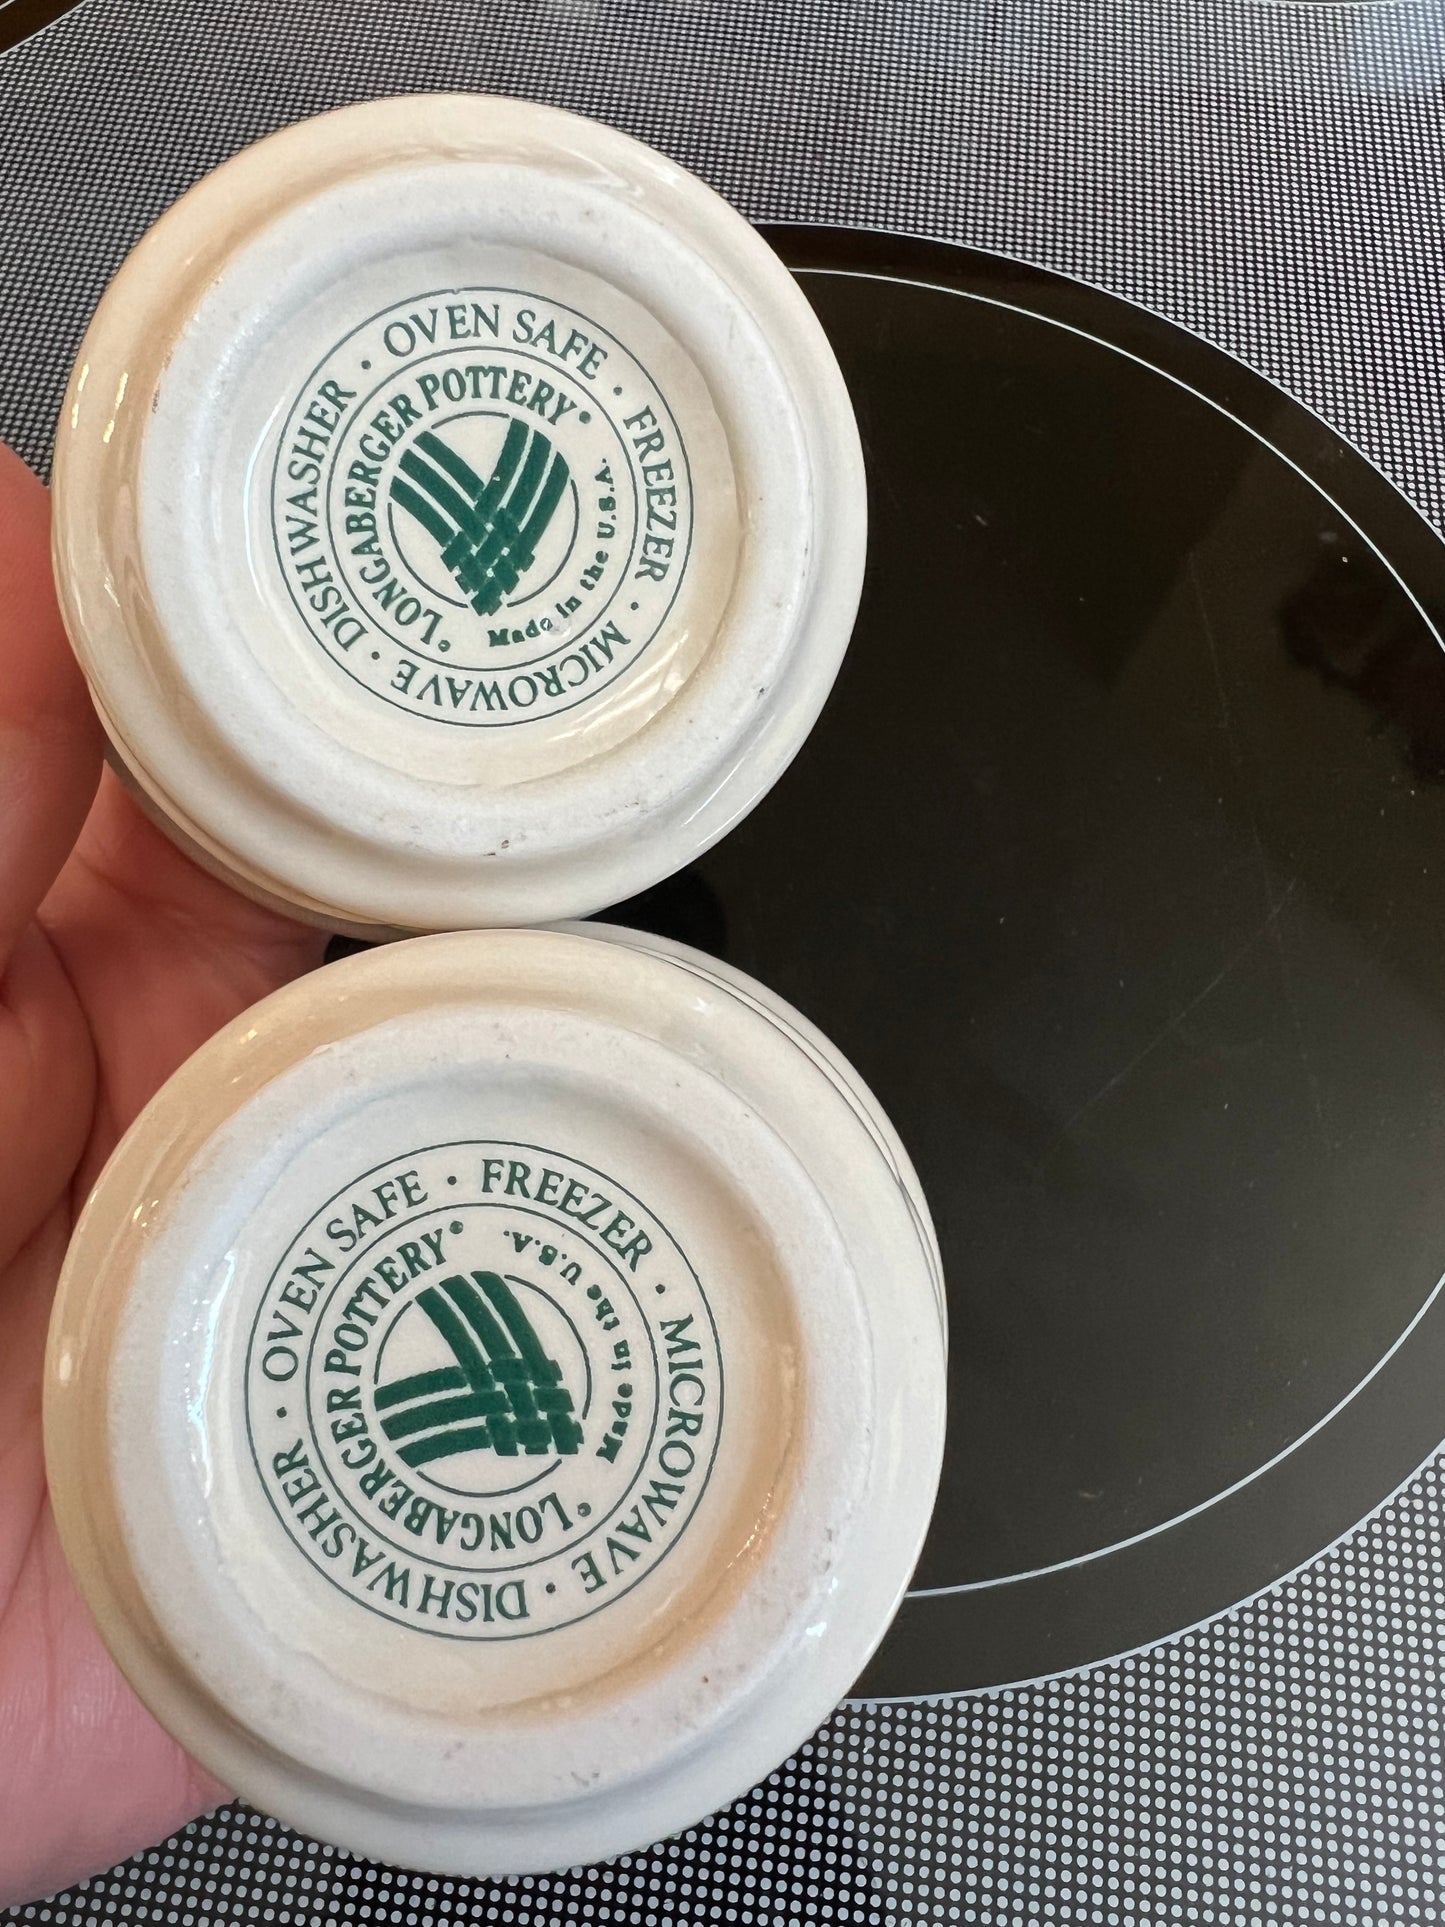 OVEN SAFE · FREEZER · MICROWAVE · DISHWASHER ·
®LONGABERGER POTTERY®
Made in the U.S.A.
OVEN SAFE · FREEZER · MICROWAVE · DISHWASHER ·
®LONGABERGER POTTERY®
Made in the U.S.A.